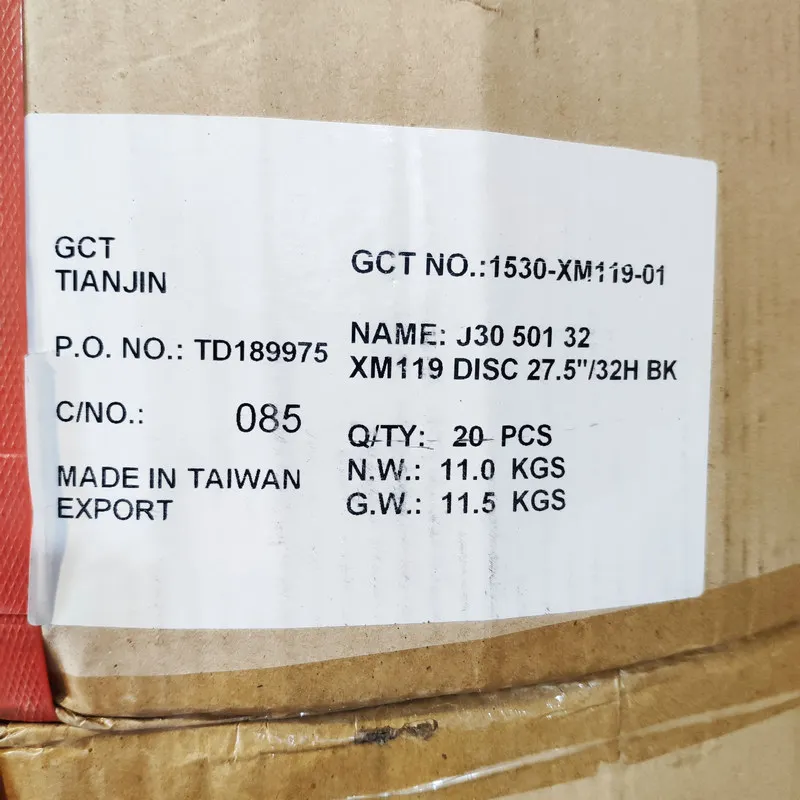 GCT
TIANJIN
P.O. NO.: TD189975
C/NO.: 085
MADE IN TAIWAN
EXPORT
GCT NO.:1530-XM119-01
NAME: J30 501 32
XM119 DISC 27.5"/32H BK
Q/TY: 20 PCS
N.W.: 11.0 KGS
G.W.: 11.5 KGS